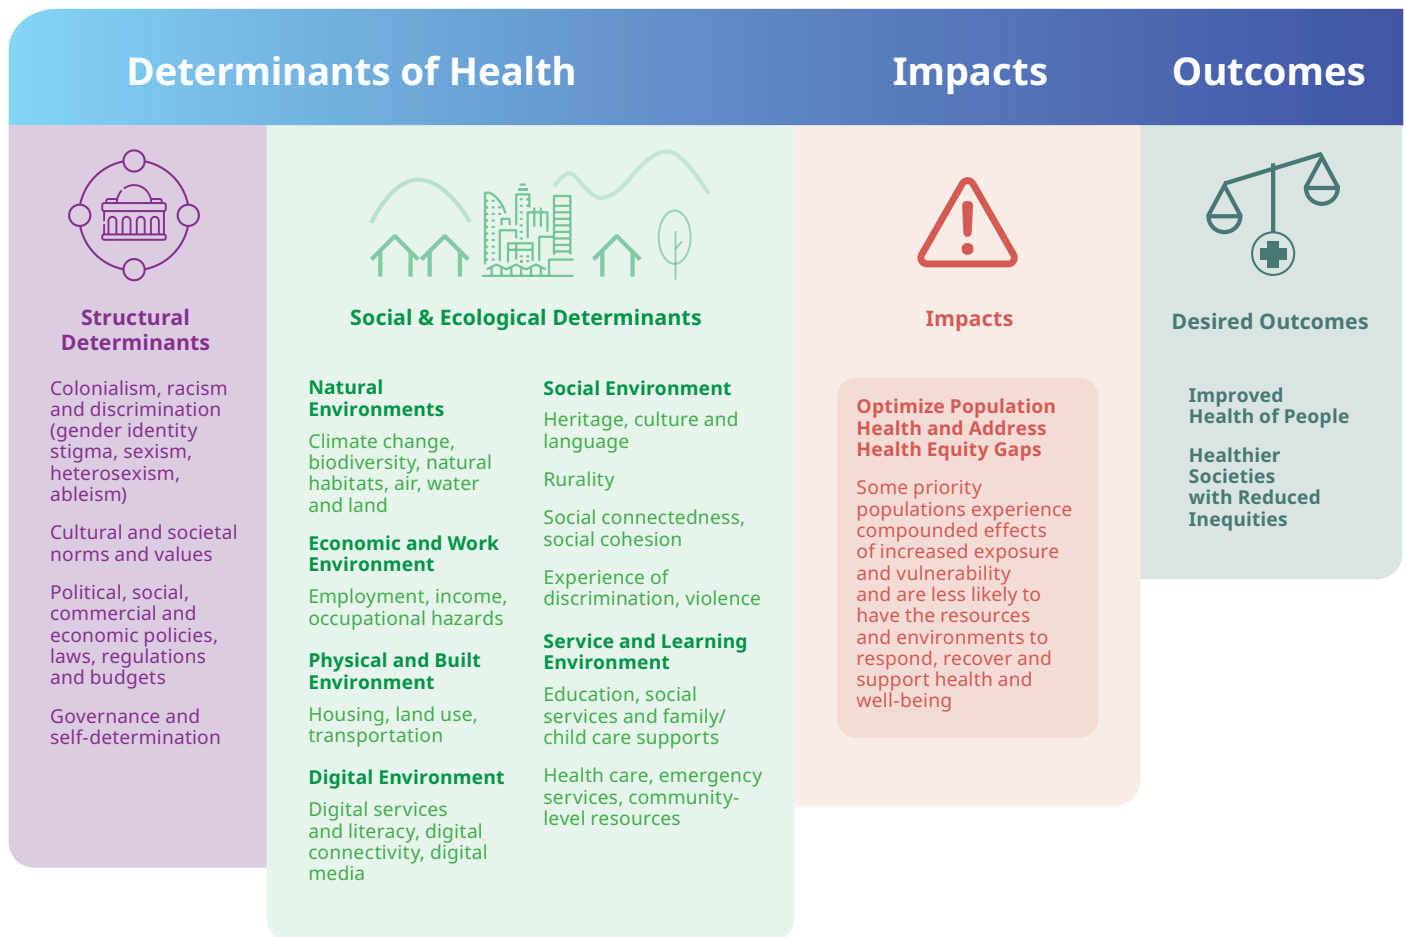 Determinants of Health
Impacts
Outcomes
Structural
Determinants
Colonialism, racism
and discrimination
(gender identity
stigma, sexism,
heterosexism,
ableism)
Cultural and societal
norms and values
Political, social,
commercial and
economic policies,
laws, regulations
and budgets
Governance and
self-determination
Social & Ecological Determinants
Natural
Environments
Climate change,
biodiversity, natural
habitats, air, water
and land
Economic and Work
Environment
Employment, income,
occupational hazards
Physical and Built
Environment
Housing, land use,
transportation
Digital Environment
Digital services
and literacy, digital
connectivity, digital
media
Social Environment
Heritage, culture and
language
Rurality
Social connectedness,
social cohesion
Experience of
discrimination, violence
Service and Learning
Environment
Education, social
services and family/
child care supports
Health care, emergency
services, community-
level resources
Impacts
Optimize Population
Health and Address
Health Equity Gaps
Some priority
populations experience
compounded effects
of increased exposure
and vulnerability
and are less likely to
have the resources
and environments to
respond, recover and
support health and
well-being
Desired Outcomes
Improved
Health of People
Healthier
Societies
with Reduced
Inequities